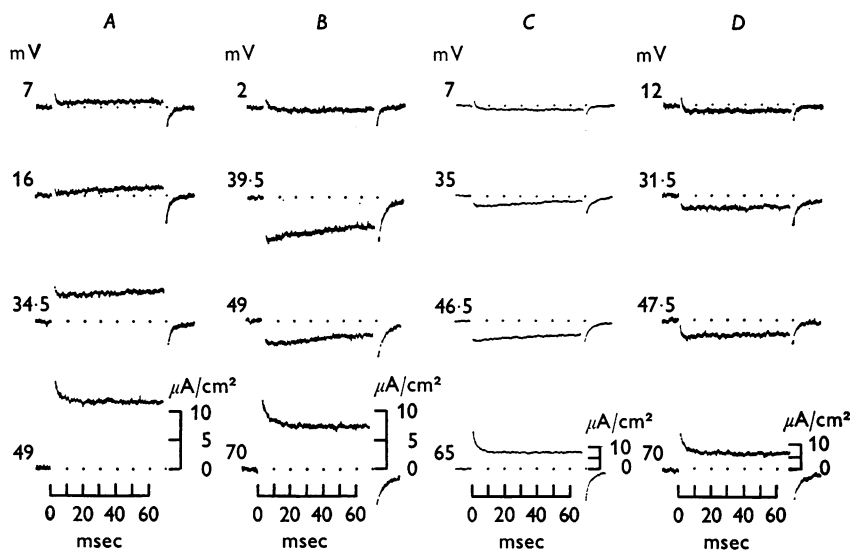 A B C D
mV mV mV mV
7 2 7 12
16 39·5 35 31·5
34·5 49 46·5 47·5
μA/cm² μA/cm² μA/cm² μA/cm²
10 10 10 10
5 5
49 0 70 0 65 0 70 0
0 20 40 60 0 20 40 60 0 20 40 60 0 20 40 60
msec msec msec msec